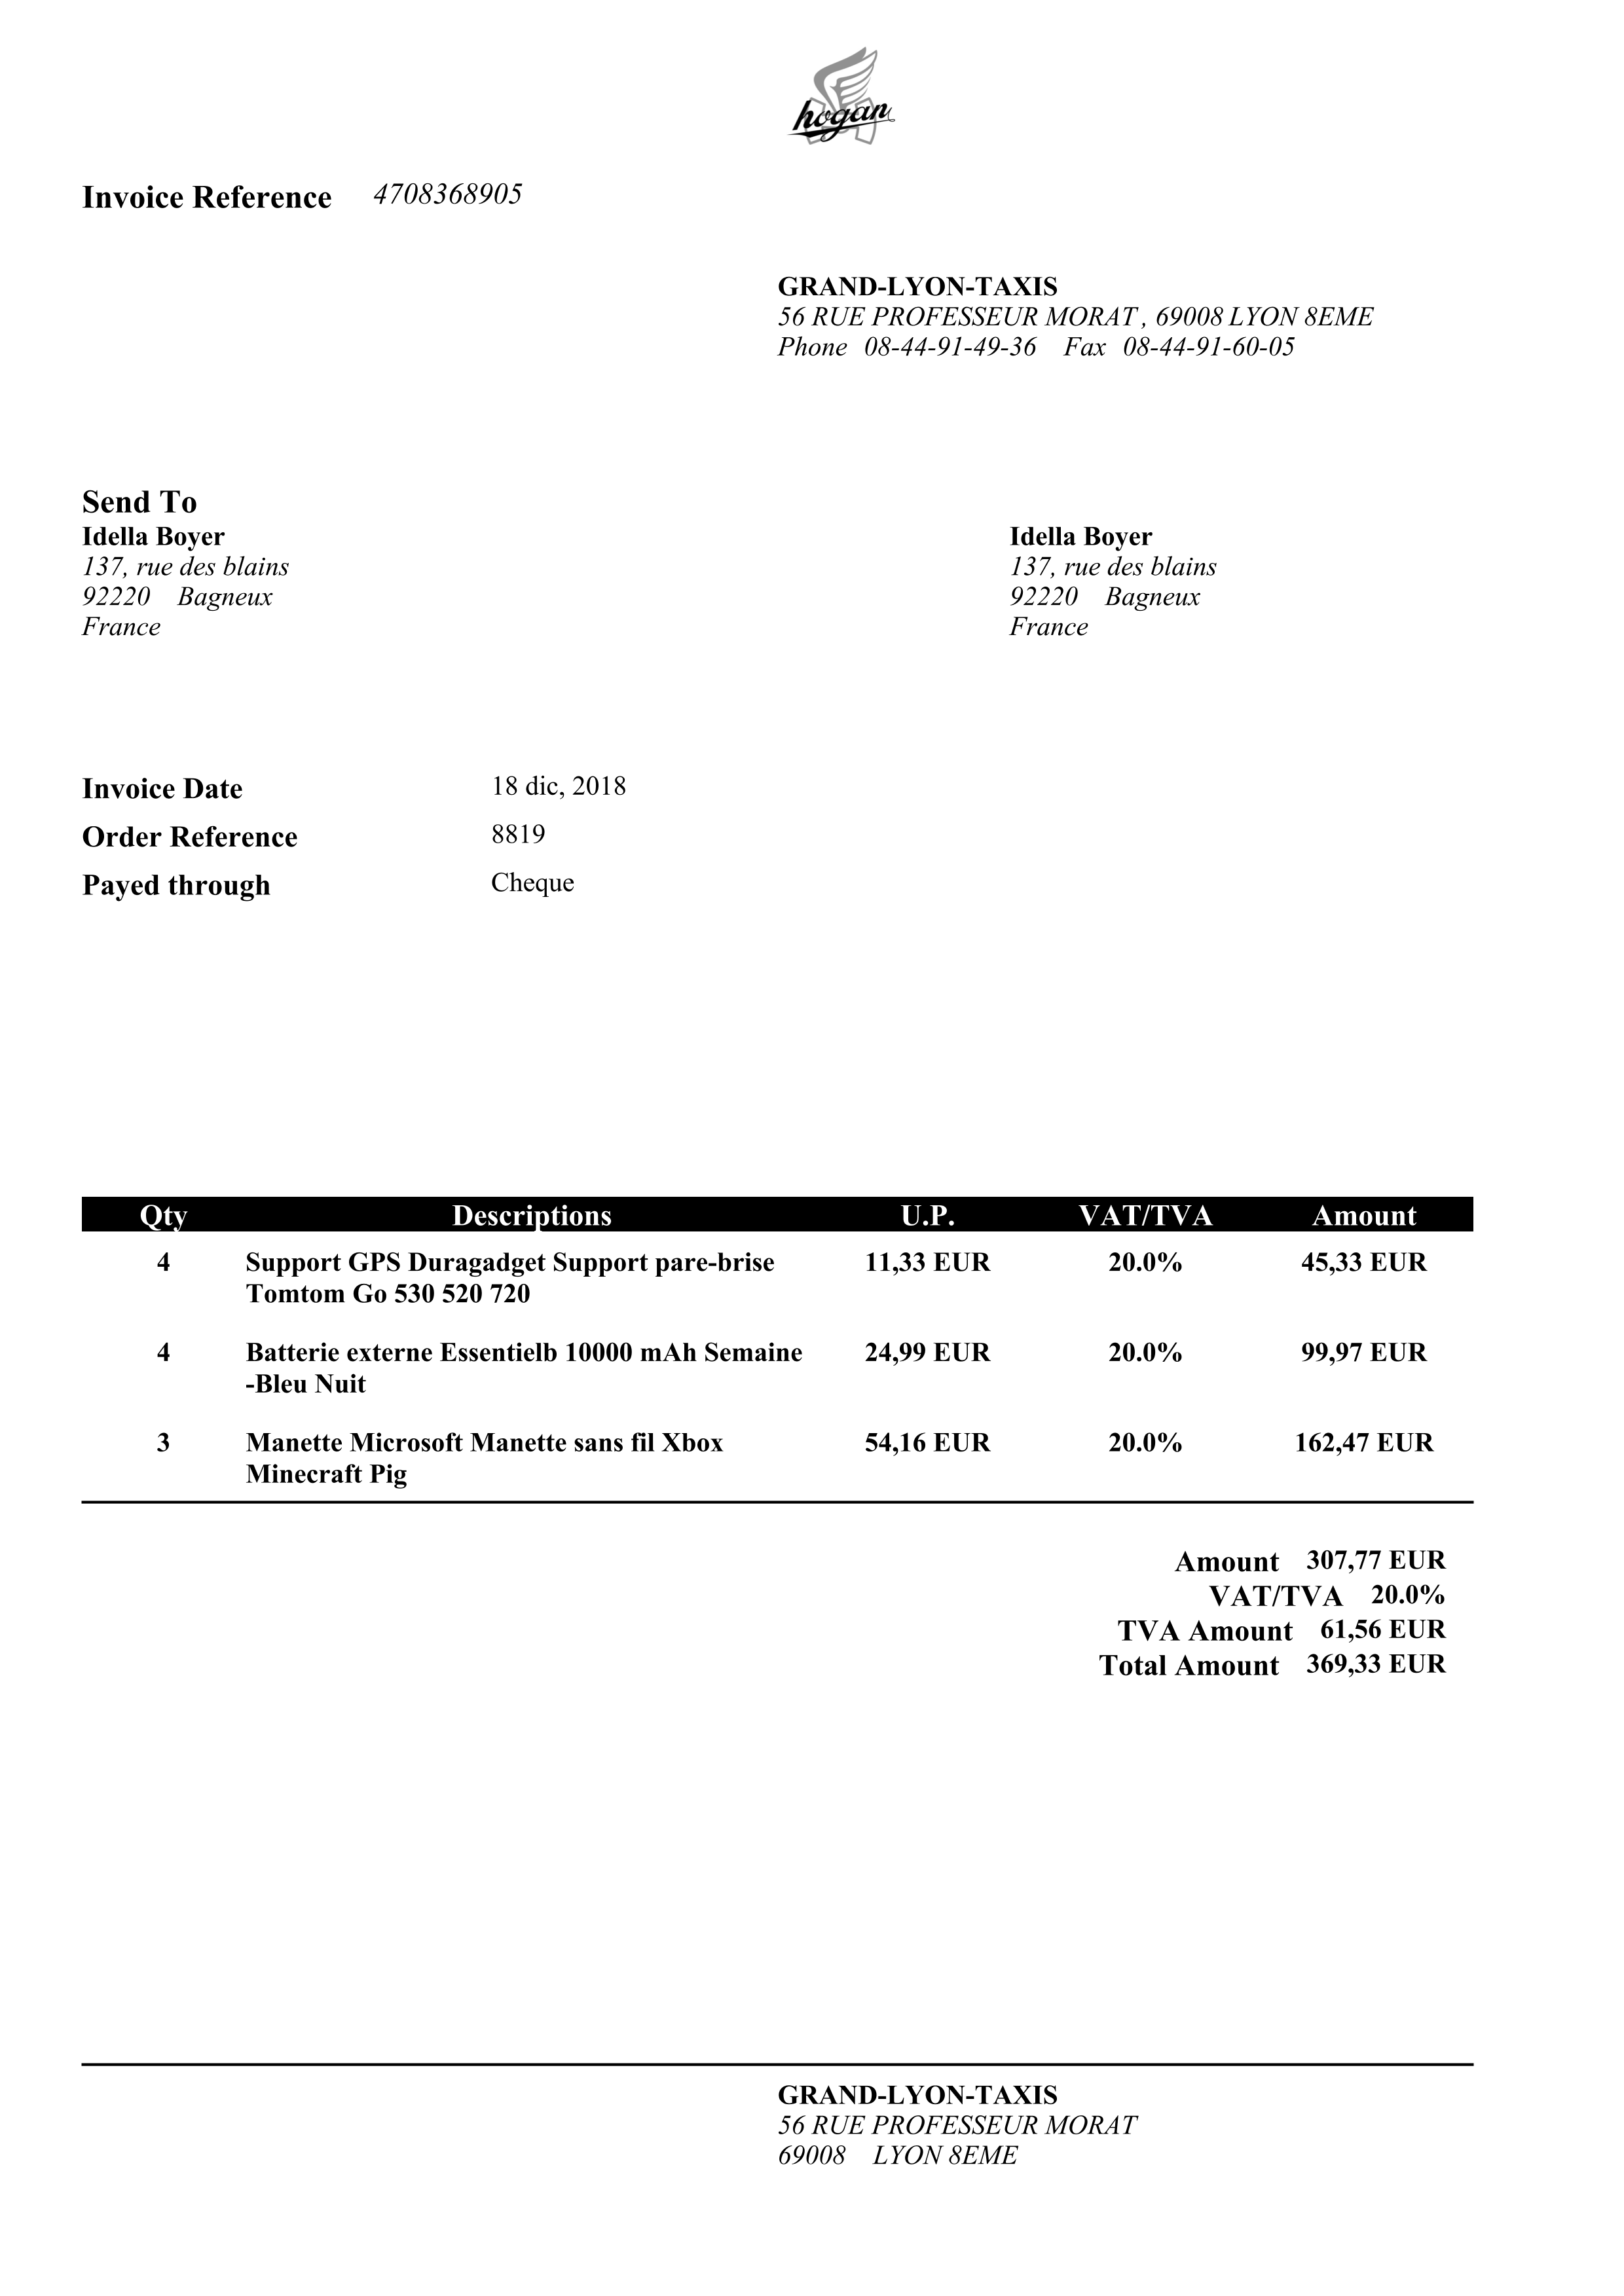 hogan
Invoice Reference 4708368905
GRAND-LYON-TAXIS
56 RUE PROFESSEUR MORAT , 69008 LYON 8EME
Phone 08-44-91-49-36 Fax 08-44-91-60-05
Send To
Idella Boyer
137, rue des blains
92220 Bagneux
France
Idella Boyer
137, rue des blains
92220 Bagneux
France
Invoice Date 18 dic, 2018
Order Reference 8819
Payed through Cheque
Qty Descriptions U.P. VAT/TVA Amount
4 Support GPS Duragadget Support pare-brise 11,33 EUR 20.0% 45,33 EUR
Tomtom Go 530 520 720
4 Batterie externe Essentielb 10000 mAh Semaine 24,99 EUR 20.0% 99,97 EUR
-Bleu Nuit
3 Manette Microsoft Manette sans fil Xbox 54,16 EUR 20.0% 162,47 EUR
Minecraft Pig
Amount 307,77 EUR
VAT/TVA 20.0%
TVA Amount 61,56 EUR
Total Amount 369,33 EUR
GRAND-LYON-TAXIS
56 RUE PROFESSEUR MORAT
69008 LYON 8EME